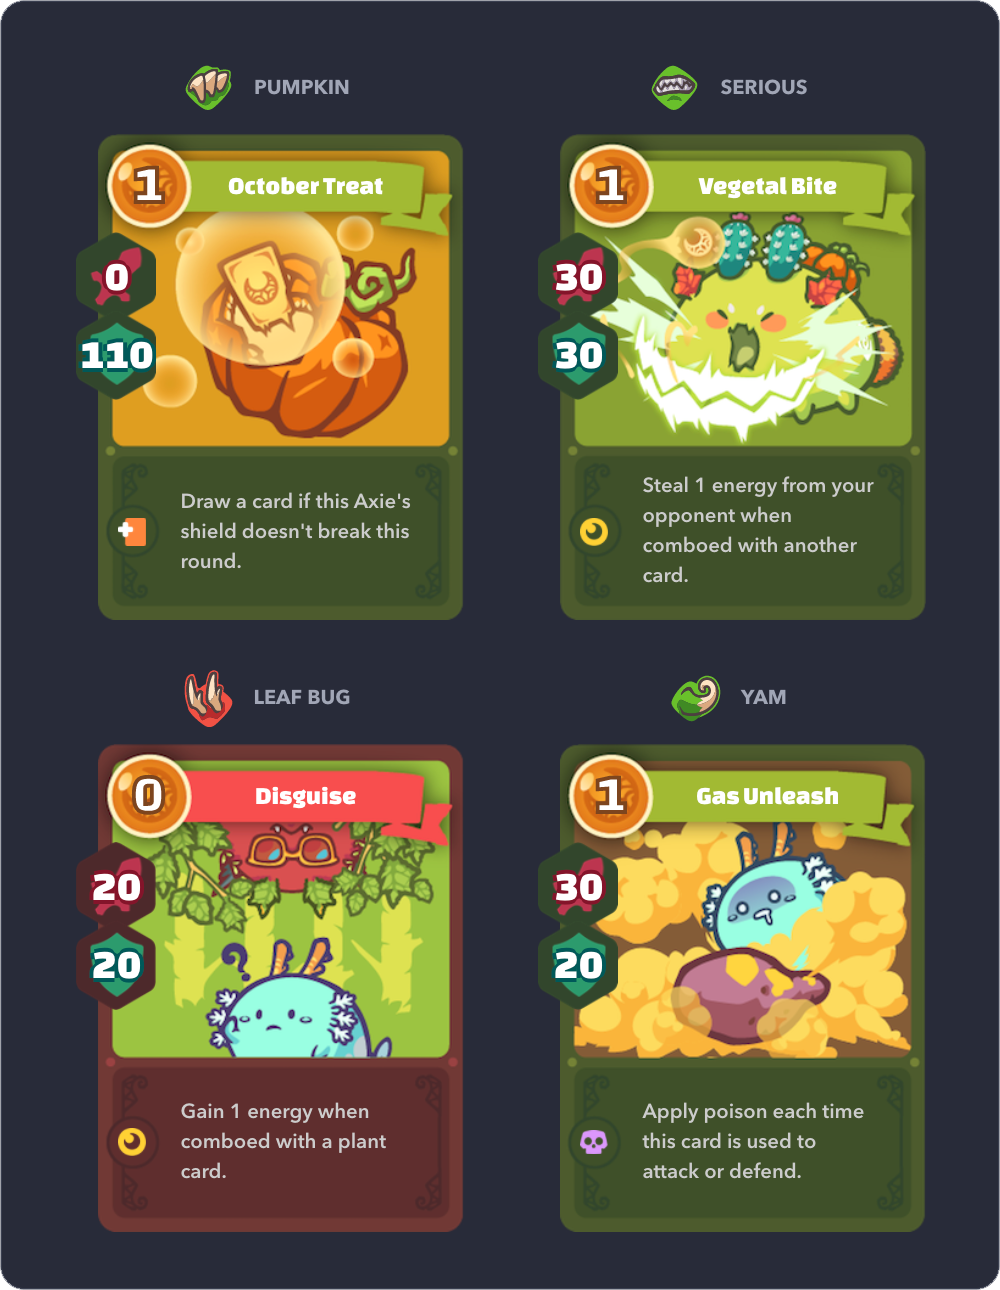 PUMPKIN
1
October Treat
0
110
Draw a card if this Axie's
shield doesn't break this
round.
SERIOUS
1
Vegetal Bite
30
30
Steal 1 energy from your
opponent when
comboed with another
card.
LEAF BUG
0
Disguise
20
20
?
Gain 1 energy when
comboed with a plant
card.
YAM
1
Gas Unleash
30
20
Apply poison each time
this card is used to
attack or defend.